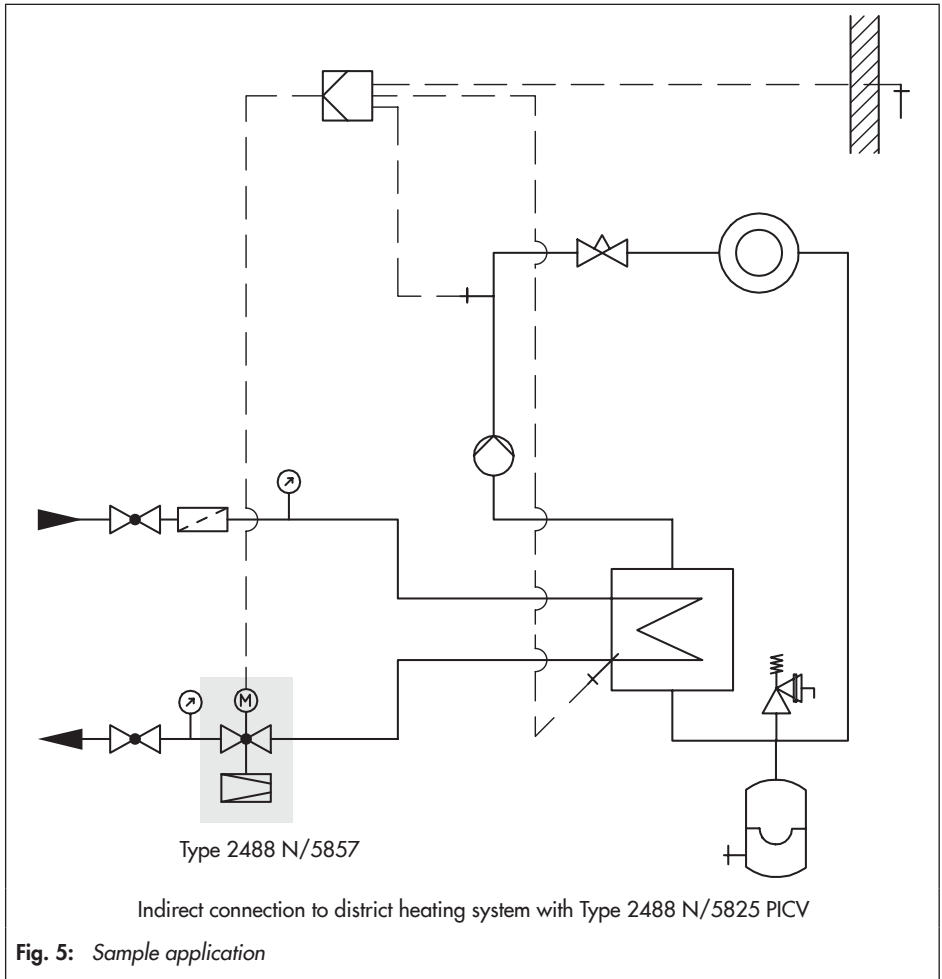 M
Type 2488 N/5857
Indirect connection to district heating system with Type 2488 N/5825 PICV
Fig. 5: Sample application